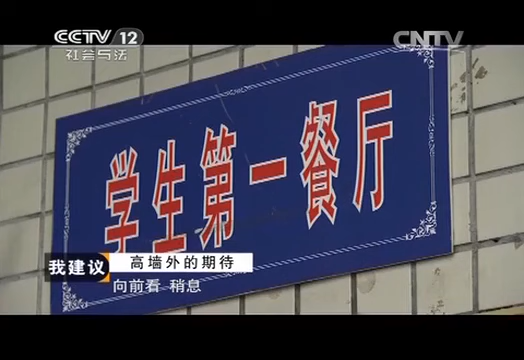 CCTV 12
社会与法
CNTV
学生第一餐厅
我建议
高墙外的期待
向前看 稍息